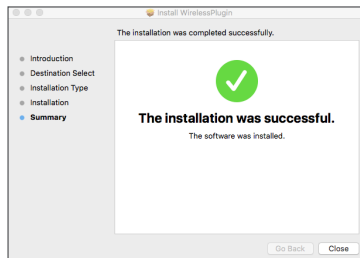 Install WirelessPlugin
The installation was completed successfully.
Introduction
Destination Select
Installation Type
Installation
Summary
The installation was successful.
The software was installed.
Go Back
Close